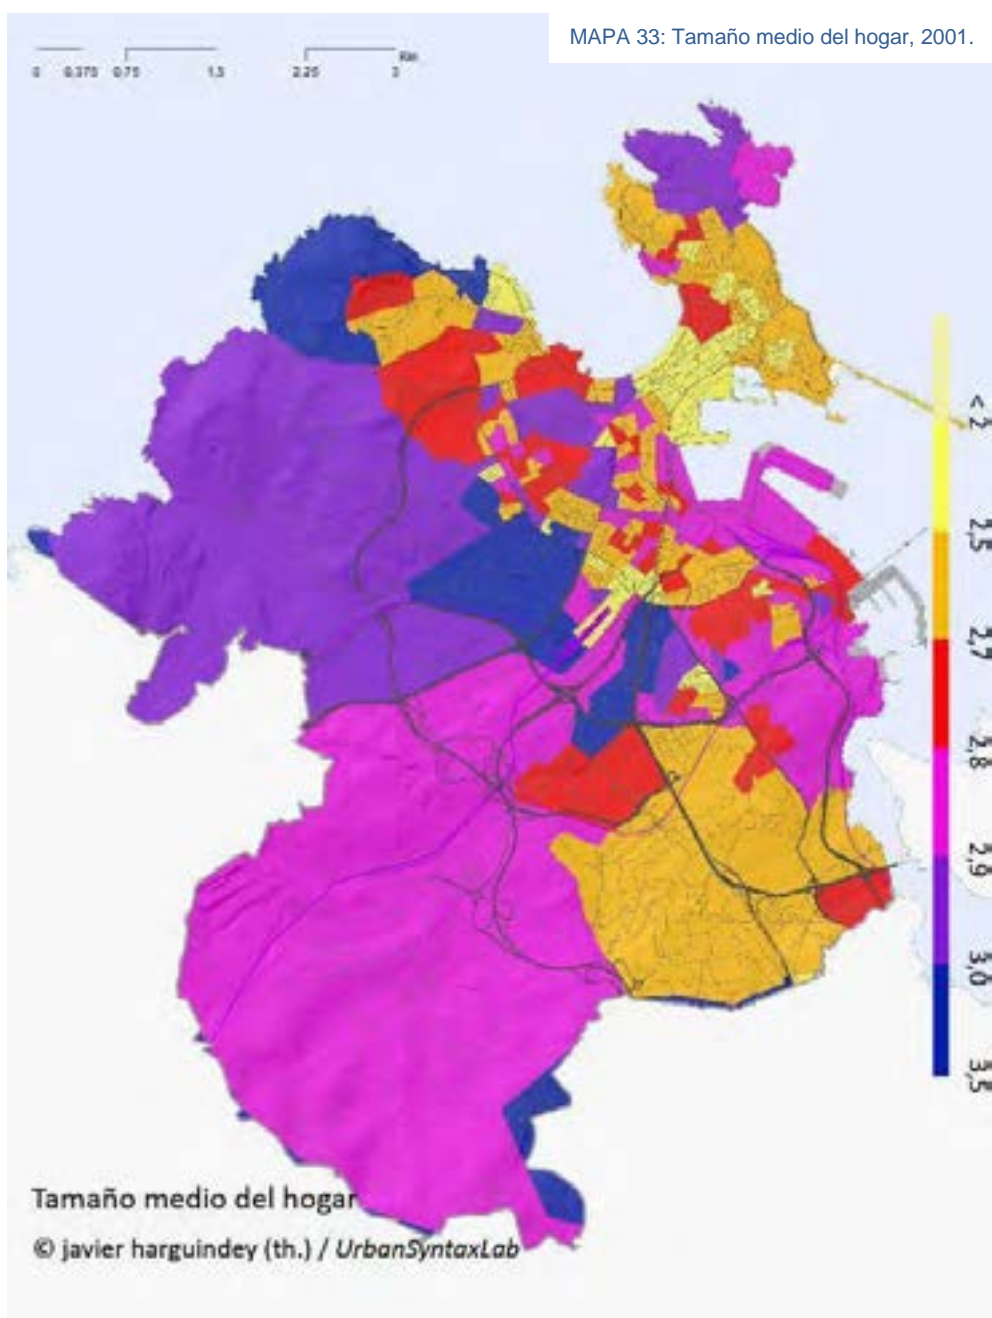 MAPA 33: Tamaño medio del hogar, 2001.
Km
0 0.375 0.75 1.5 2.25 3
< 2
2,5
2,7
2,8
2,9
3,0
3,5
Tamaño medio del hogar
© javier harguindey (th.) / UrbanSyntaxLab